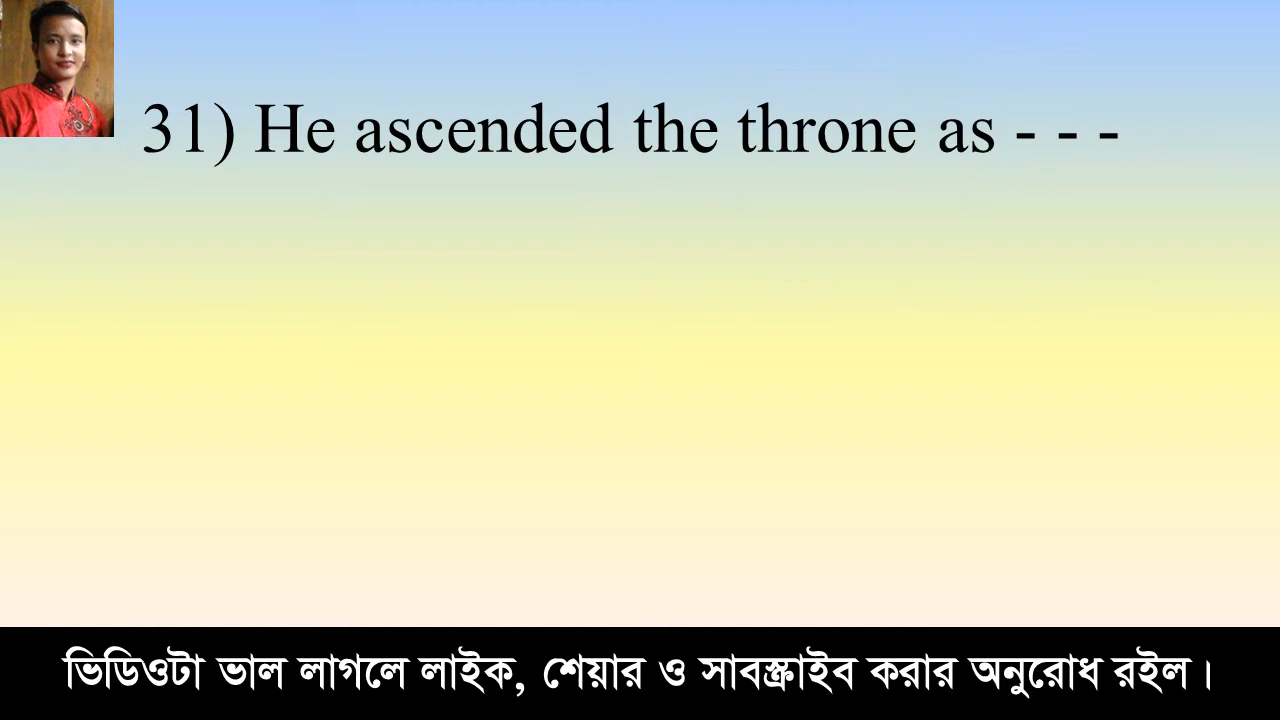 31) He ascended the throne as - - -
ভিডিওটা ভাল লাগলে লাইক, শেয়ার ও সাবস্ক্রাইব করার অনুরোধ রইল।